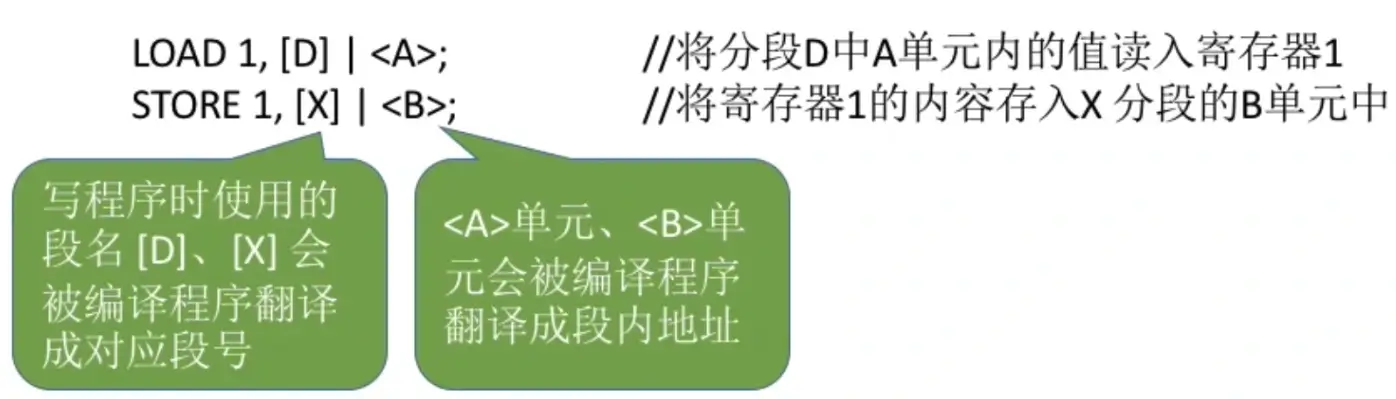 LOAD 1, [D] | <A>; //将分段D中A单元内的值读入寄存器1
STORE 1, [X] | <B>; //将寄存器1的内容存入X 分段的B单元中
写程序时使用的
段名 [D]、[X] 会
被编译程序翻译
成对应段号
<A>单元、<B>单
元会被编译程序
翻译成段内地址